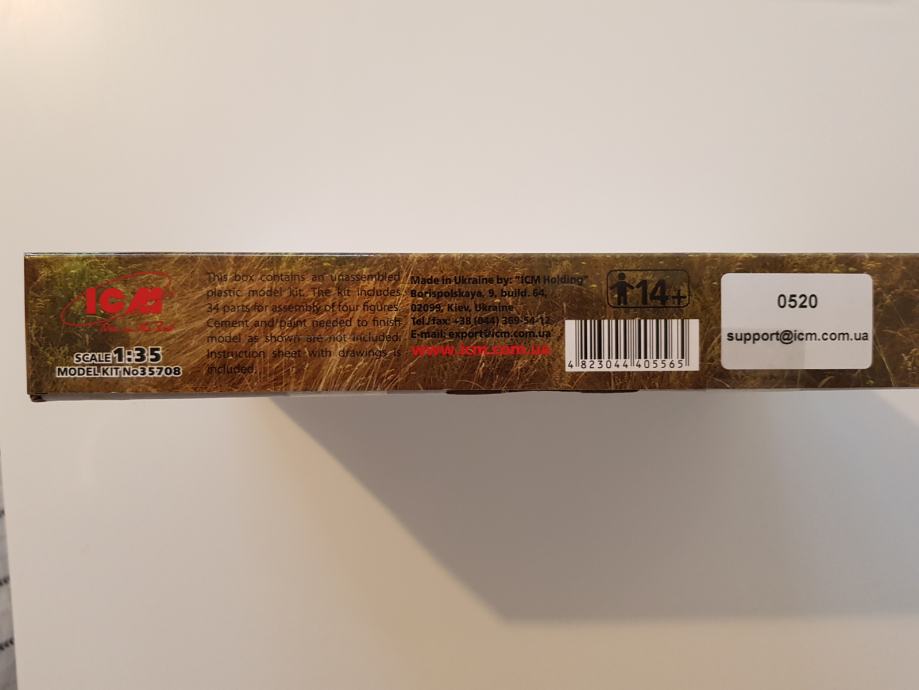 ICM
SCALE 1:35
MODEL KIT No35708
This box contains an unassembled
plastic model kit. The kit includes
34 parts for assembly of four figures.
Cement and paint needed to finish
model as shown are not included.
Instruction sheet with drawings is
included.
Made in Ukraine by: "ICM Holding"
Borispolskaya, 9, build. 64,
02099, Kiev, Ukraine
Tel./fax: +38 (044) 369-54-12,
E-mail: export@icm.com.ua
www.icm.com.ua
14+
4 823044 405565
0520
support@icm.com.ua